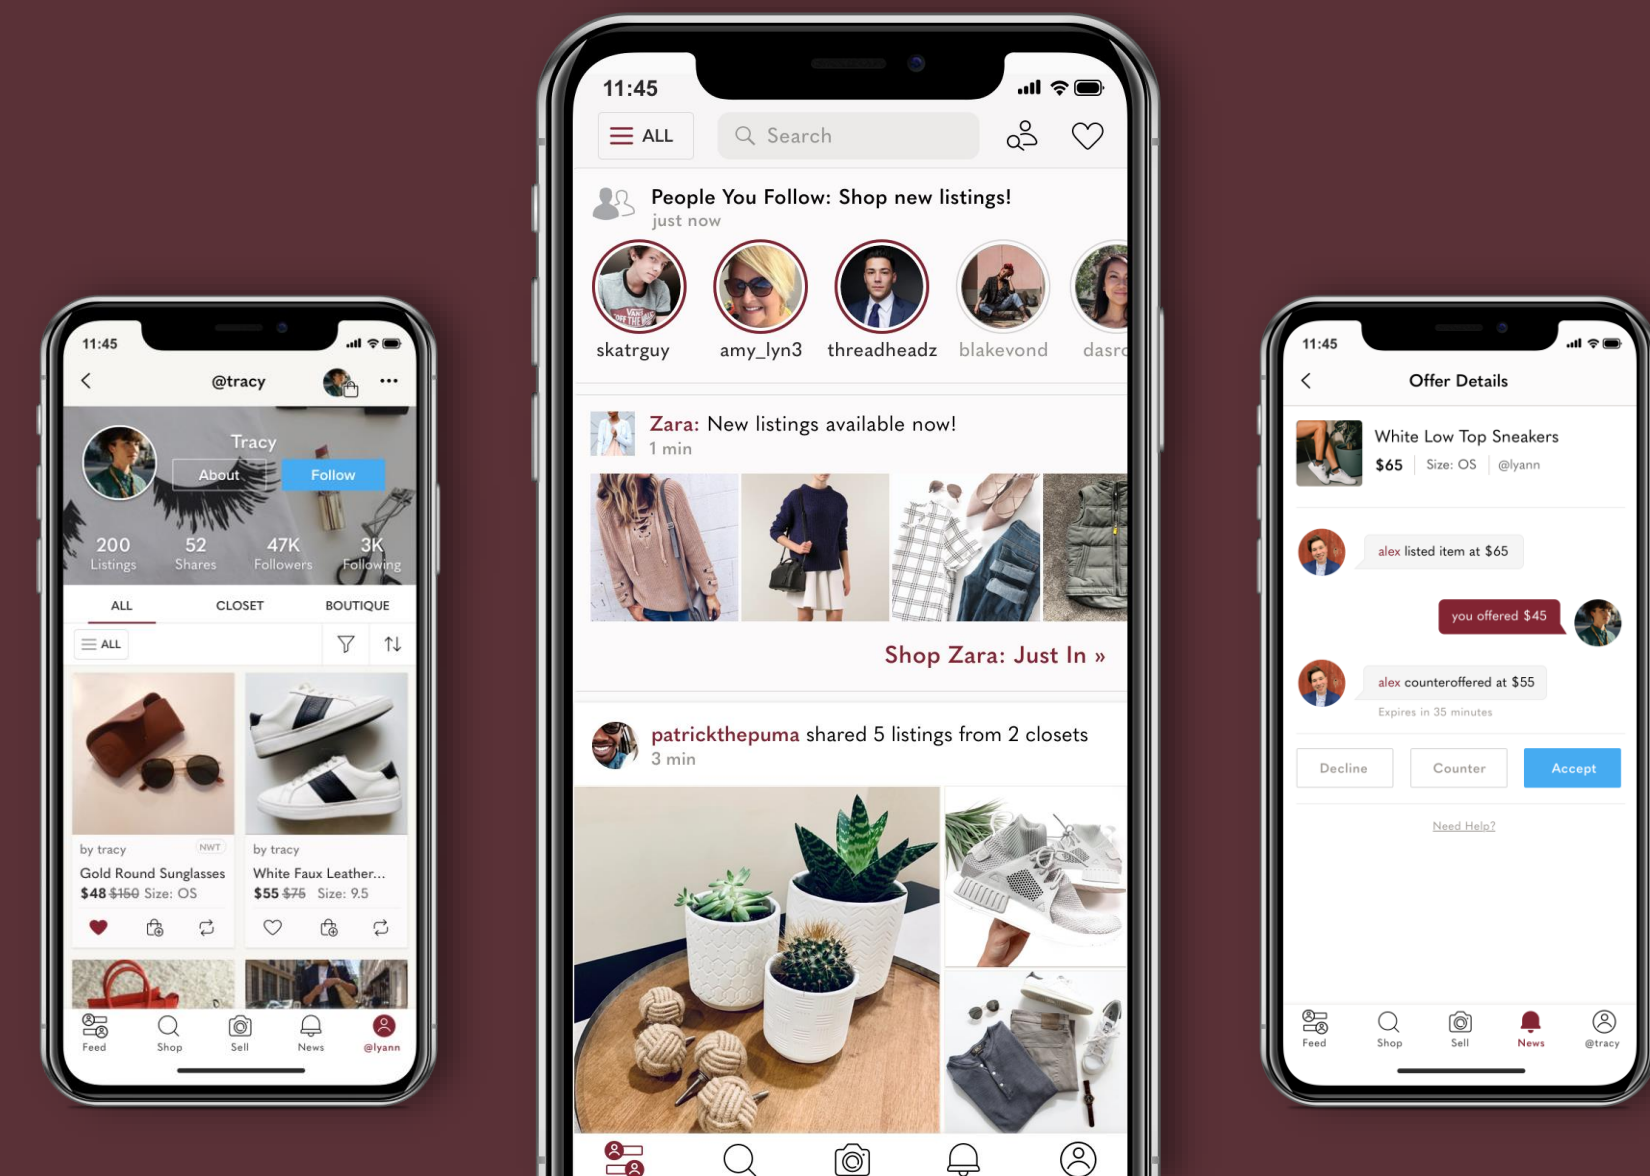 11:45
@tracy
Tracy
About
Follow
200
52
47K
3K
Listings
Shares
Followers
Following
ALL
CLOSET
BOUTIQUE
ALL
by tracy
NWT
Gold Round Sunglasses
$48 $150 Size: OS
by tracy
White Faux Leather...
$55 $75 Size: 9.5
Feed
Shop
Sell
News
@lyann
11:45
ALL
Search
People You Follow: Shop new listings!
just now
VANS
"OFF THE WALL"
skatrguy
amy_lyn3
threadheadz
blakevond
dasro
Zara: New listings available now!
1 min
Shop Zara: Just In »
patrickthepuma shared 5 listings from 2 closets
3 min
11:45
Offer Details
White Low Top Sneakers
$65
Size: OS
@lyann
alex listed item at $65
you offered $45
alex counteroffered at $55
Expires in 35 minutes
Decline
Counter
Accept
Need Help?
Feed
Shop
Sell
News
@tracy